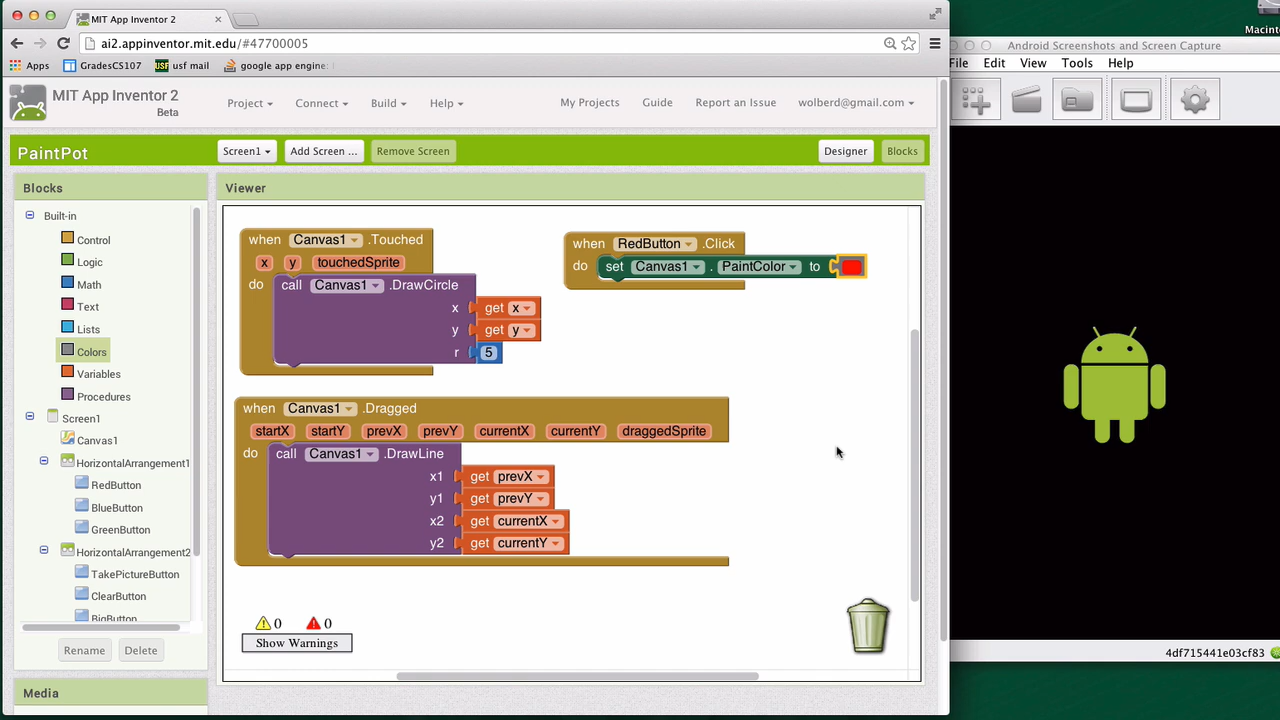 MIT App Inventor 2
ai2.appinventor.mit.edu/#47700005
Apps GradesCS107 USF usf mail google app engine:
MIT App Inventor 2
Beta
Project Connect Build Help My Projects Guide Report an Issue wolberd@gmail.com
PaintPot Screen1 Add Screen ... Remove Screen Designer Blocks
Blocks
Built-in
Control
Logic
Math
Text
Lists
Colors
Variables
Procedures
Screen1
Canvas1
HorizontalArrangement1
RedButton
BlueButton
GreenButton
HorizontalArrangement2
TakePictureButton
ClearButton
BigButton
Rename Delete
Media
Viewer
when Canvas1 .Touched
x y touchedSprite
do call Canvas1 .DrawCircle
x get x
y get y
r 5
when RedButton .Click
do set Canvas1 . PaintColor to
when Canvas1 .Dragged
startX startY prevX prevY currentX currentY draggedSprite
do call Canvas1 .DrawLine
x1 get prevX
y1 get prevY
x2 get currentX
y2 get currentY
0 0
Show Warnings
Macint
Android Screenshots and Screen Capture
File Edit View Tools Help
4df715441e03cf83